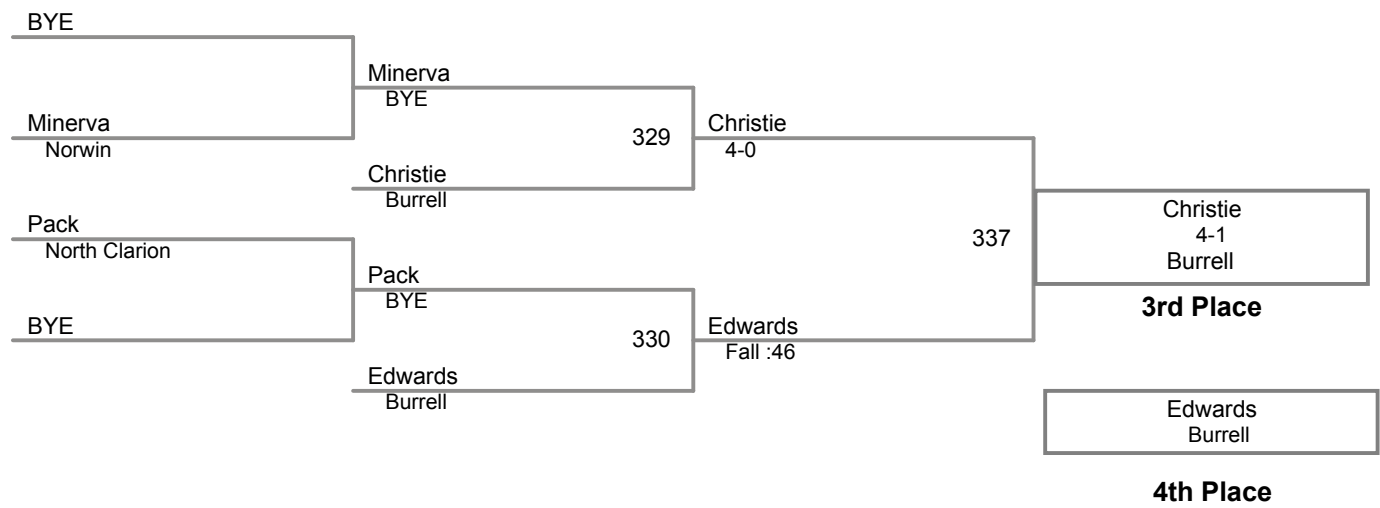 BYE
Minerva
BYE
Minerva
Norwin
329
Christie
4-0
Christie
Burrell
Pack
North Clarion
337
Christie
4-1
Burrell
Pack
BYE
3rd Place
BYE
330
Edwards
Fall :46
Edwards
Burrell
Edwards
Burrell
4th Place